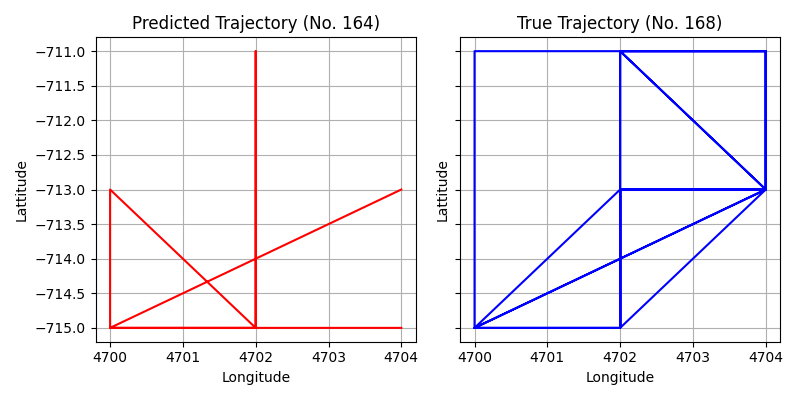 Predicted Trajectory (No. 164)
True Trajectory (No. 168)
−711.0
−711.5
−712.0
−712.5
−713.0
−713.5
−714.0
−714.5
−715.0
Lattitude
Lattitude
4700 4701 4702 4703 4704
4700 4701 4702 4703 4704
Longitude
Longitude